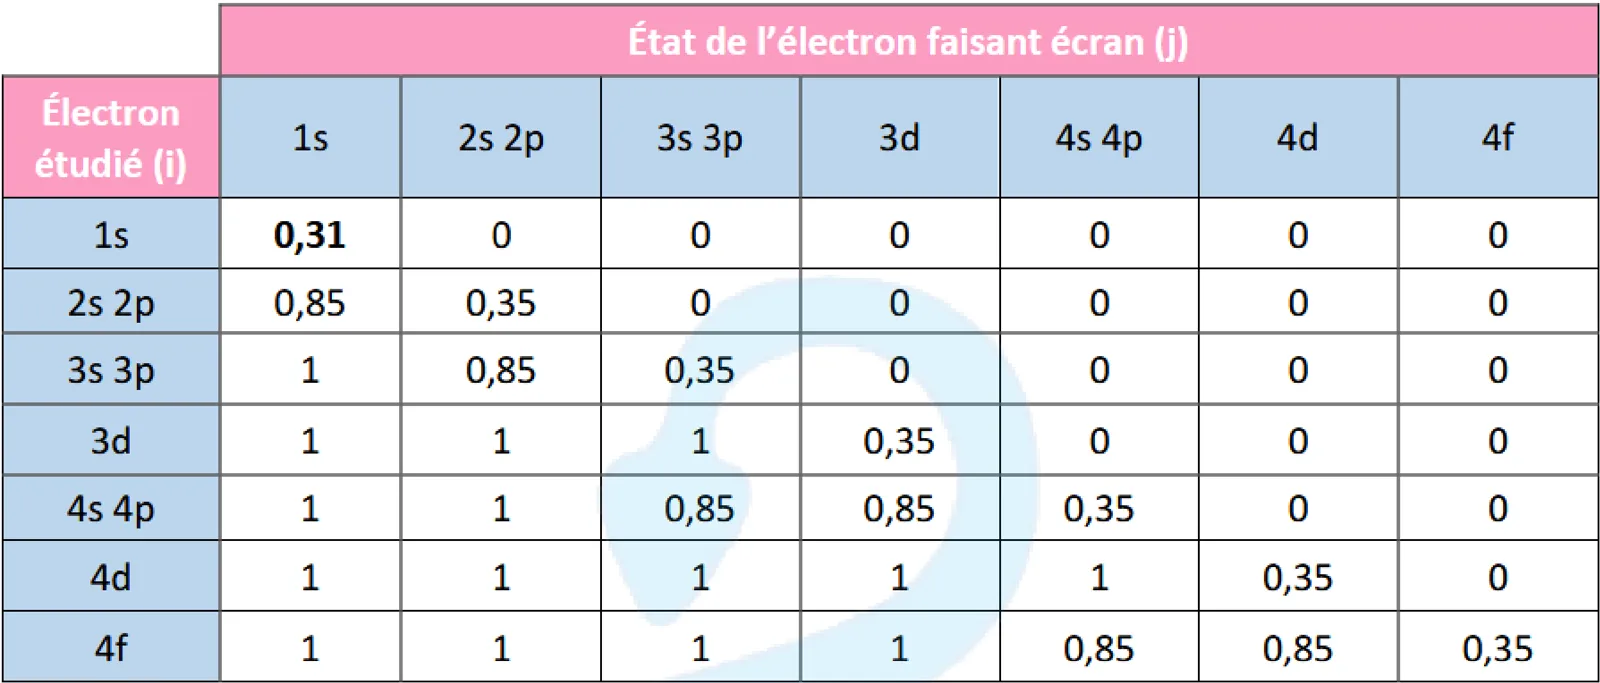 État de l’électron faisant écran (j)
Électron
étudié (i)
1s 2s 2p 3s 3p 3d 4s 4p 4d 4f
1s 0,31 0 0 0 0 0 0
2s 2p 0,85 0,35 0 0 0 0 0
3s 3p 1 0,85 0,35 0 0 0 0
3d 1 1 1 0,35 0 0 0
4s 4p 1 1 0,85 0,85 0,35 0 0
4d 1 1 1 1 1 0,35 0
4f 1 1 1 1 0,85 0,85 0,35